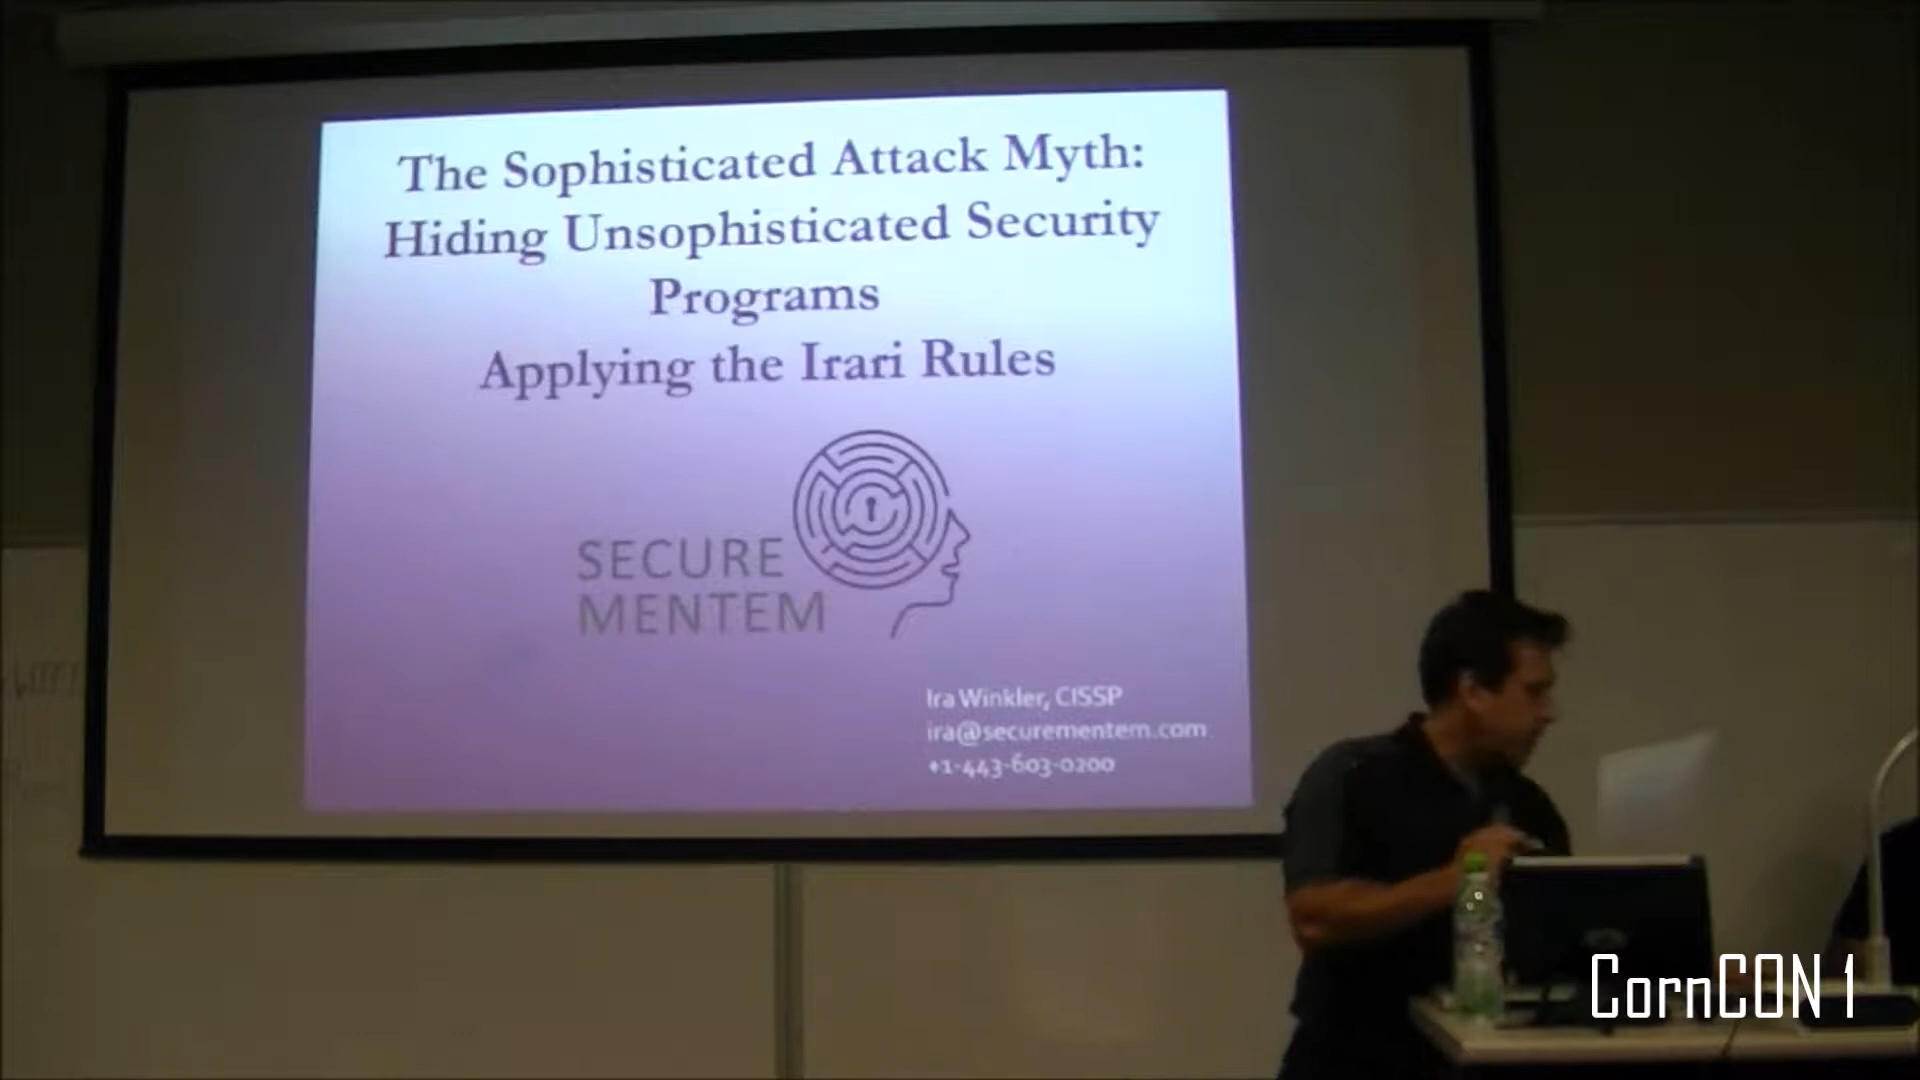 The Sophisticated Attack Myth:
Hiding Unsophisticated Security
Programs
Applying the Irari Rules
SECURE
MENTEM
Ira Winkler, CISSP
ira@securementem.com
+1-443-603-0200
CornCON 1